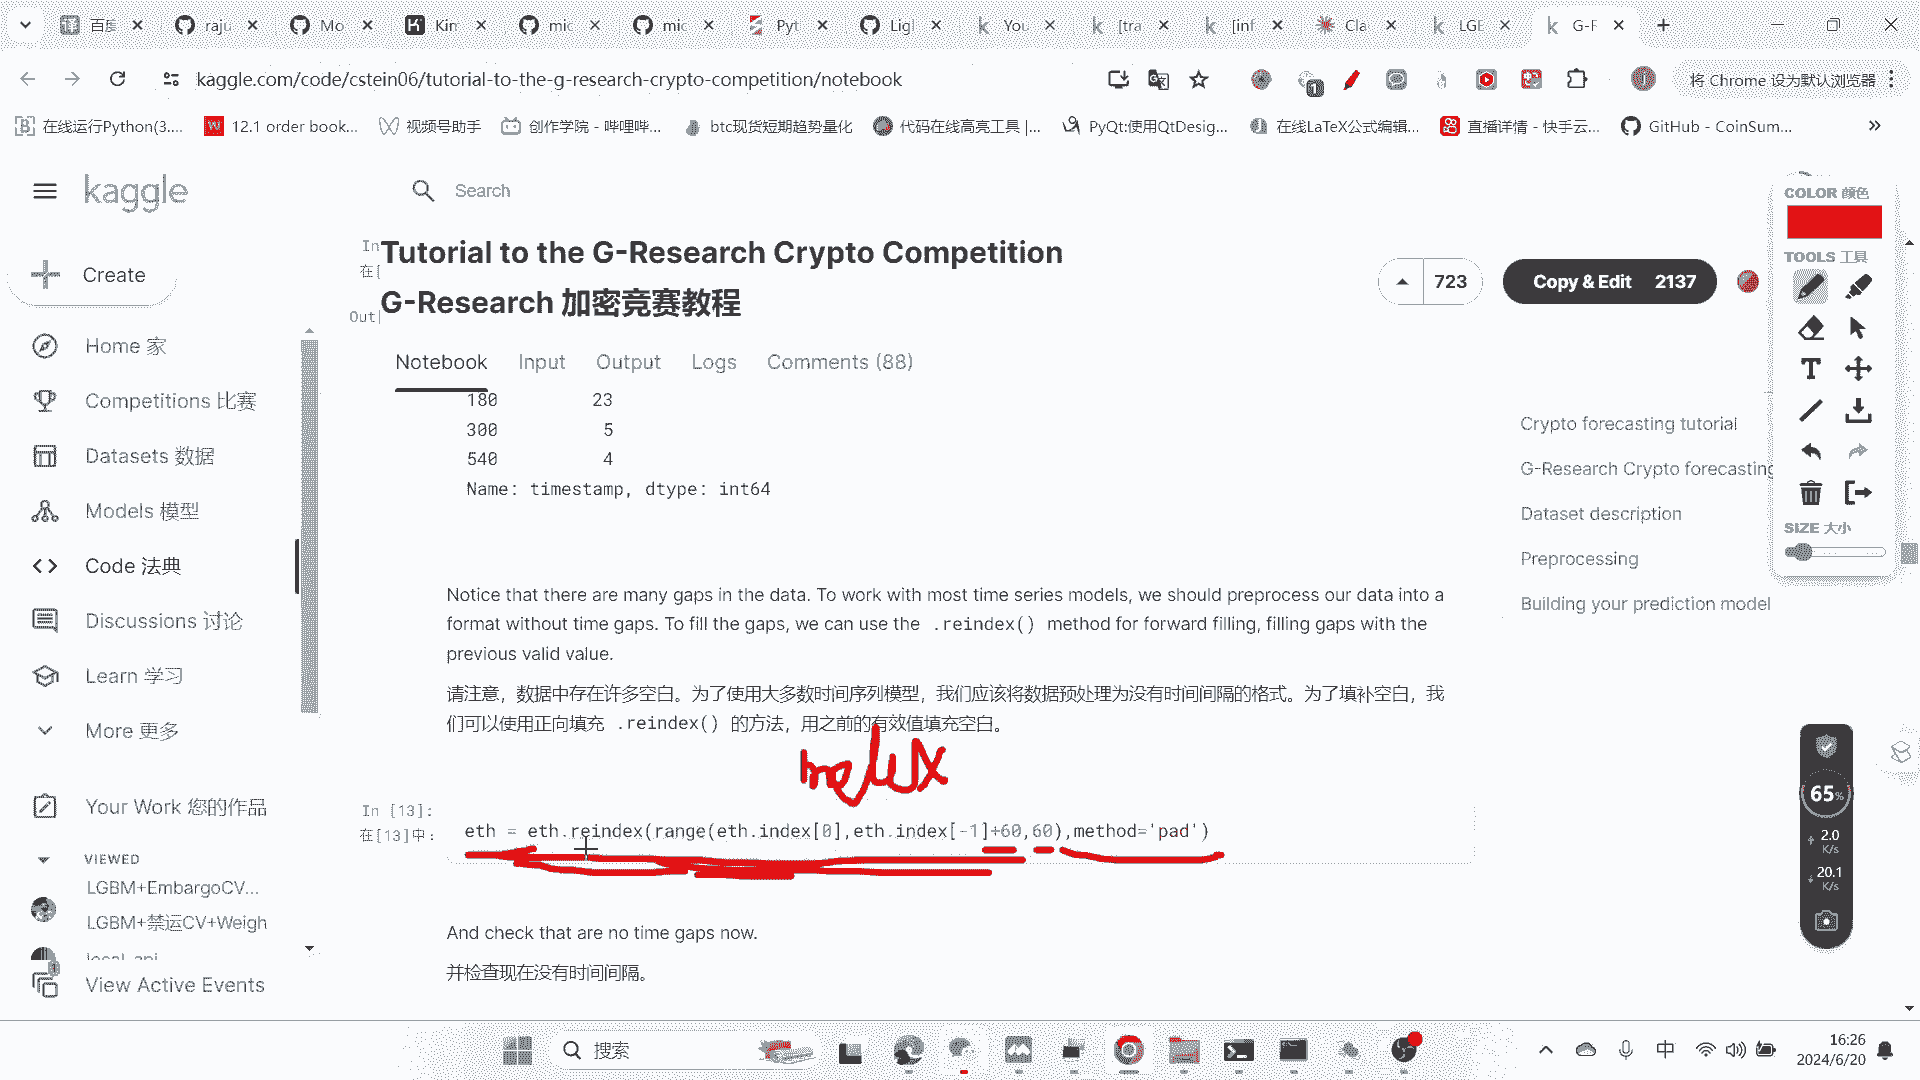 百度
raju
Mo
Kin
mic
mic
Pyt
Ligl
You
[tra
[inf
Cla
LGE
G-F
kaggle.com/code/cstein06/tutorial-to-the-g-research-crypto-competition/notebook
将 Chrome 设为默认浏览器
在线运行Python(3....
12.1 order book...
视频号助手
创作学院 - 哔哩哔...
btc现货短期趋势量化
代码在线高亮工具 |...
PyQt:使用QtDesig...
在线LaTeX公式编辑...
直播详情 - 快手云...
GitHub - CoinSum...
kaggle
Search
Create
Home 家
Competitions 比赛
Datasets 数据
Models 模型
Code 法典
Discussions 讨论
Learn 学习
More 更多
Your Work 您的作品
VIEWED
LGBM+EmbargoCV...
LGBM+禁运CV+Weigh
View Active Events
In
在[
Tutorial to the G-Research Crypto Competition
G-Research 加密竞赛教程
Out
723
Copy & Edit 2137
Notebook Input Output Logs Comments (88)
180 23
300 5
540 4
Name: timestamp, dtype: int64
Notice that there are many gaps in the data. To work with most time series models, we should preprocess our data into a
format without time gaps. To fill the gaps, we can use the .reindex() method for forward filling, filling gaps with the
previous valid value.
请注意，数据中存在许多空白。为了使用大多数时间序列模型，我们应该将数据预处理为没有时间间隔的格式。为了填补空白，我
们可以使用正向填充 .reindex() 的方法，用之前的有效值填充空白。
In [13]:
在[13]中：
eth = eth.reindex(range(eth.index[0],eth.index[-1]+60,60),method='pad')
And check that are no time gaps now.
并检查现在没有时间间隔。
Crypto forecasting tutorial
G-Research Crypto forecasting
Dataset description
Preprocessing
Building your prediction model
COLOR 颜色
TOOLS 工具
SIZE 大小
65%
2.0
K/s
20.1
K/s
搜索
中
16:26
2024/6/20